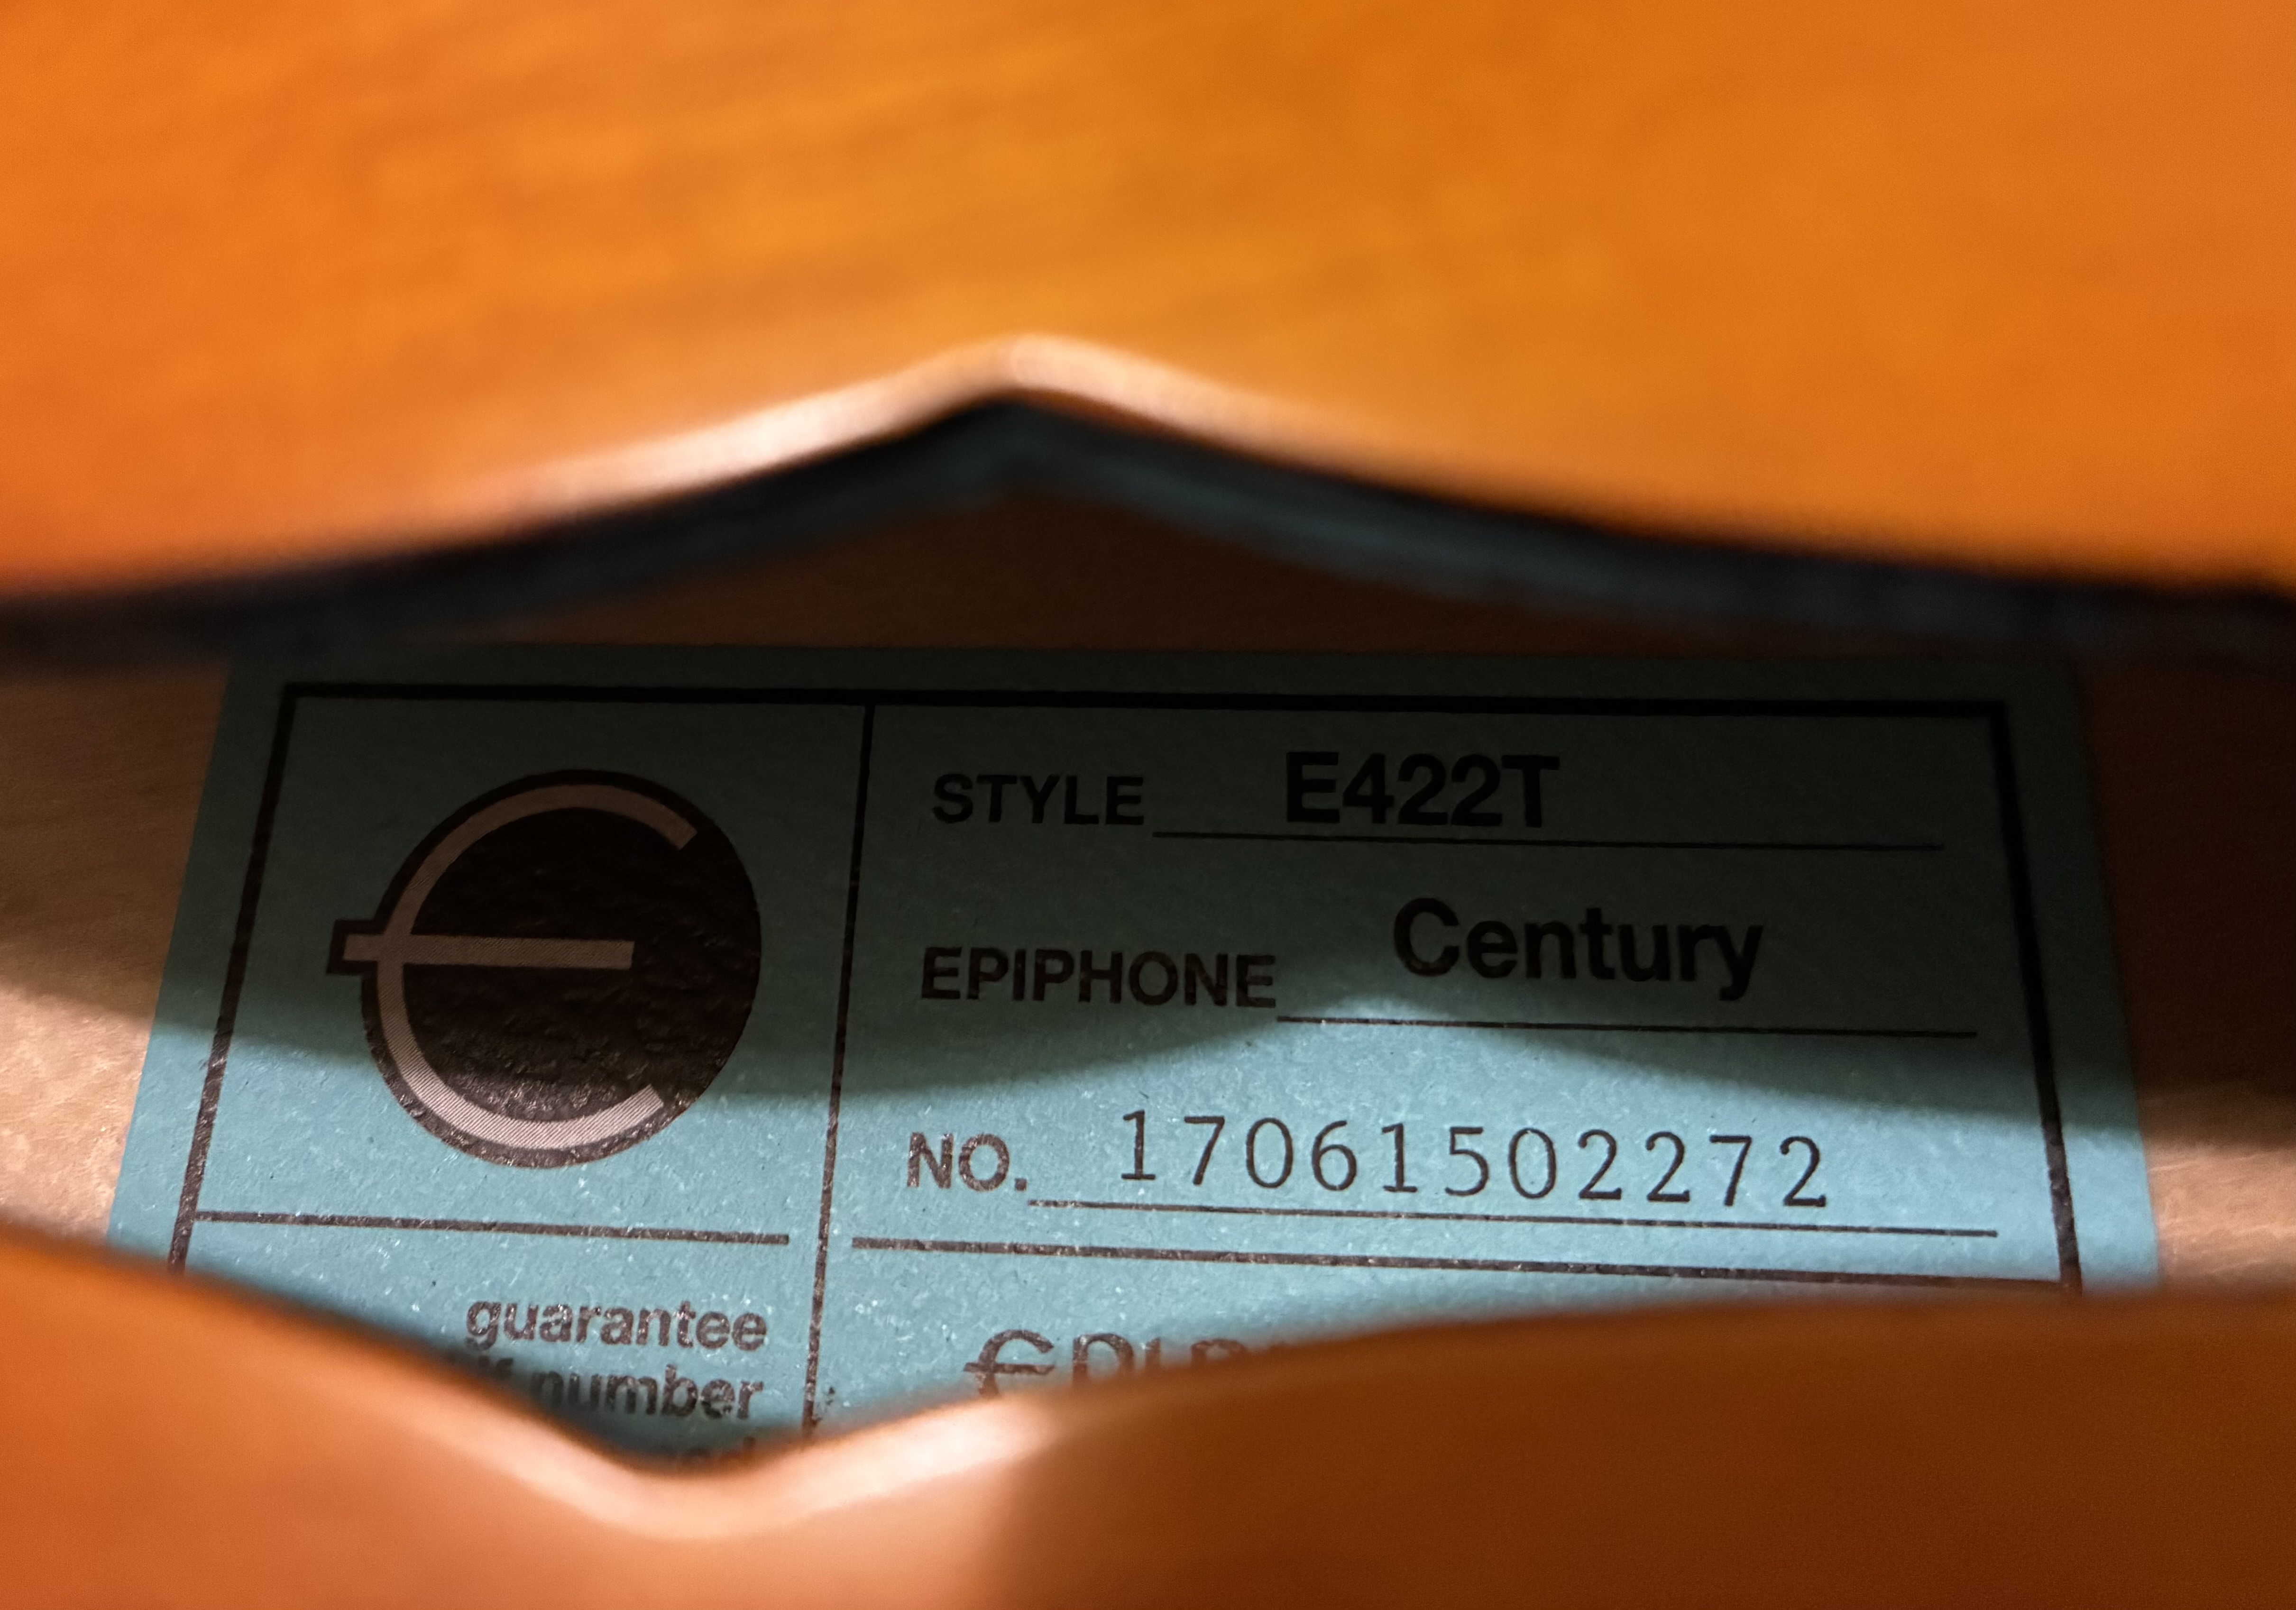 STYLE E422T
EPIPHONE Century
NO. 17061502272
guarantee
number